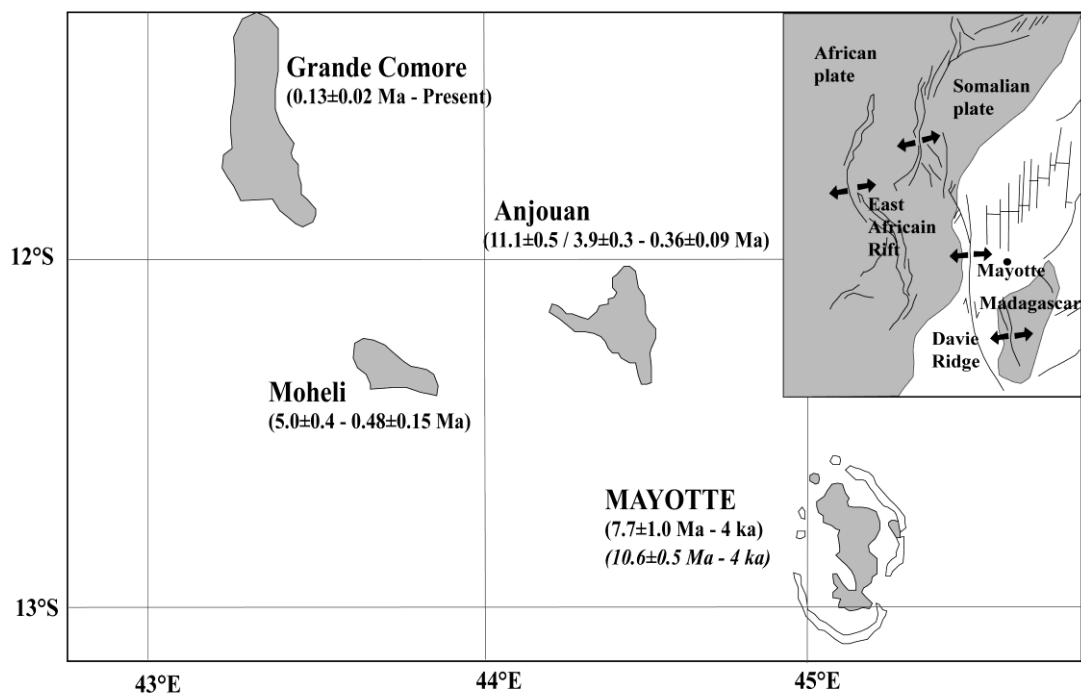 Grande Comore
(0.13±0.02 Ma - Present)
African
plate
Somalian
plate
East
Africain
Rift
Mayotte
Madagascar
Davie
Ridge
Anjouan
(11.1±0.5 / 3.9±0.3 - 0.36±0.09 Ma)
12°S
Moheli
(5.0±0.4 - 0.48±0.15 Ma)
MAYOTTE
(7.7±1.0 Ma - 4 ka)
(10.6±0.5 Ma - 4 ka)
13°S
43°E
44°E
45°E